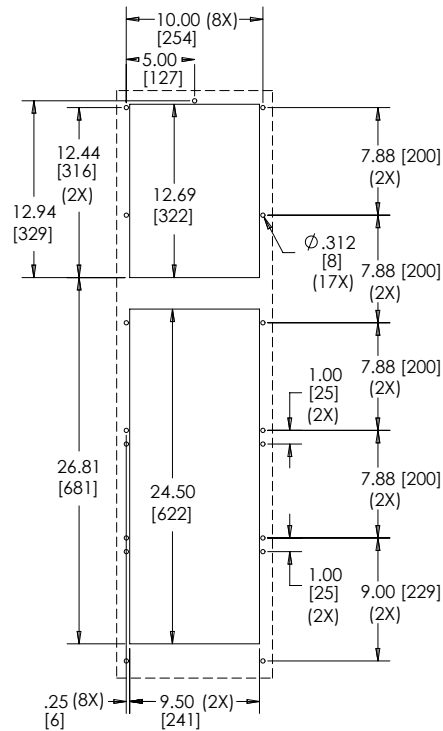 10.00 (8X)
[254]
5.00
[127]
12.44
[316]
(2X)
12.94
[329]
12.69
[322]
7.88 [200]
(2X)
Ø.312
[8]
(17X)
7.88 [200]
(2X)
7.88 [200]
(2X)
1.00
[25]
(2X)
26.81
[681]
24.50
[622]
7.88 [200]
(2X)
1.00
[25]
(2X)
9.00 [229]
(2X)
.25 (8X)
[6]
9.50 (2X)
[241]